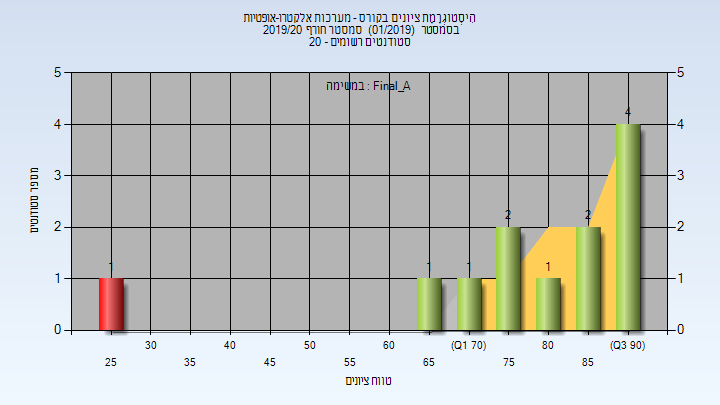 היסטוגרמת ציונים בקורס - מערכות אלקטרו-אופטיות
בסמסטר (01/2019) סמסטר חורף 2019/20
סטודנטים רשומים - 20
במשימה : Final_A
מספר סטודנטים
5 5
4 4
3 3
2 2
1 1
0 0
1 1 1 2 1 2 4
30 40 50 60 (Q1 70) 80 (Q3 90)
25 35 45 55 65 75 85
טווח ציונים